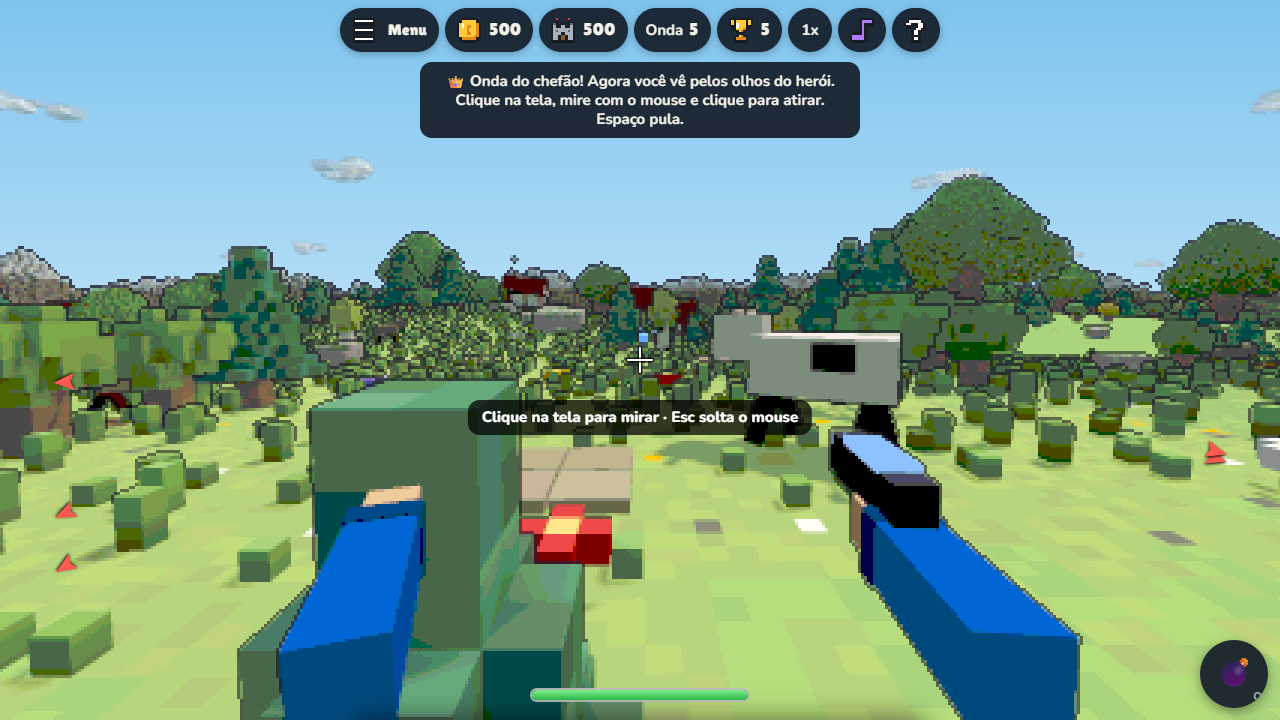 Menu
500
500
Onda 5
5
1x
?
Onda do chefão! Agora você vê pelos olhos do herói.
Clique na tela, mire com o mouse e clique para atirar.
Espaço pula.
Clique na tela para mirar · Esc solta o mouse